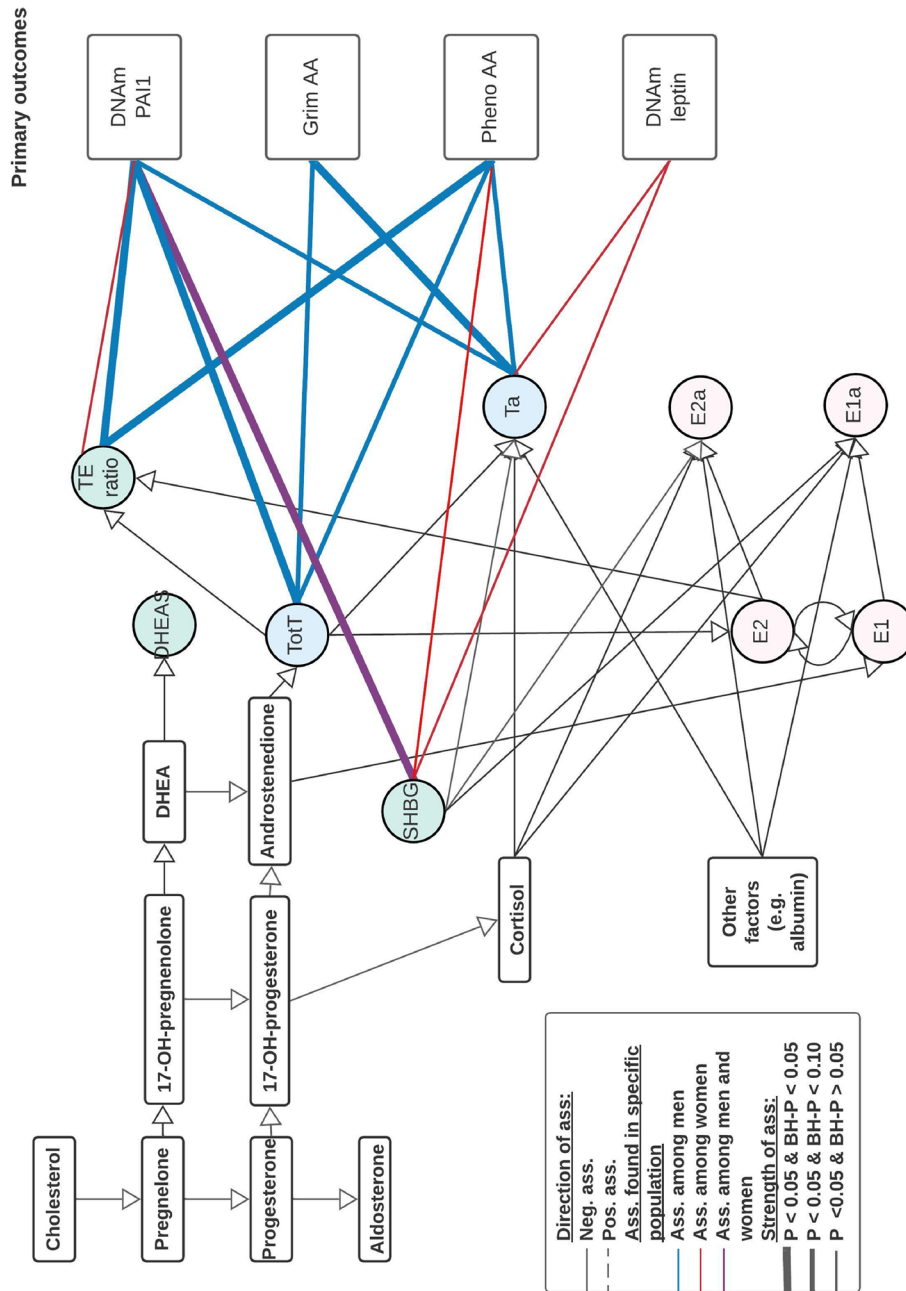 Primary outcomes
DNAm
PAI1
Grim AA
Pheno AA
DNAm
leptin
TE
ratio
DHEAS
TotT
Ta
E2a
E1a
E2
E1
SHBG
Cholesterol
Pregnelone
Progesterone
Aldosterone
17-OH-pregnenolone
17-OH-progesterone
DHEA
Androstenedione
Cortisol
Other
factors
(e.g.
albumin)
Direction of ass:
Neg. ass.
Pos. ass.
Ass. found in specific
population
Ass. among men
Ass. among women
Ass. among men and
women
Strength of ass:
P < 0.05 & BH-P < 0.05
P < 0.05 & BH-P < 0.10
P <0.05 & BH-P > 0.05